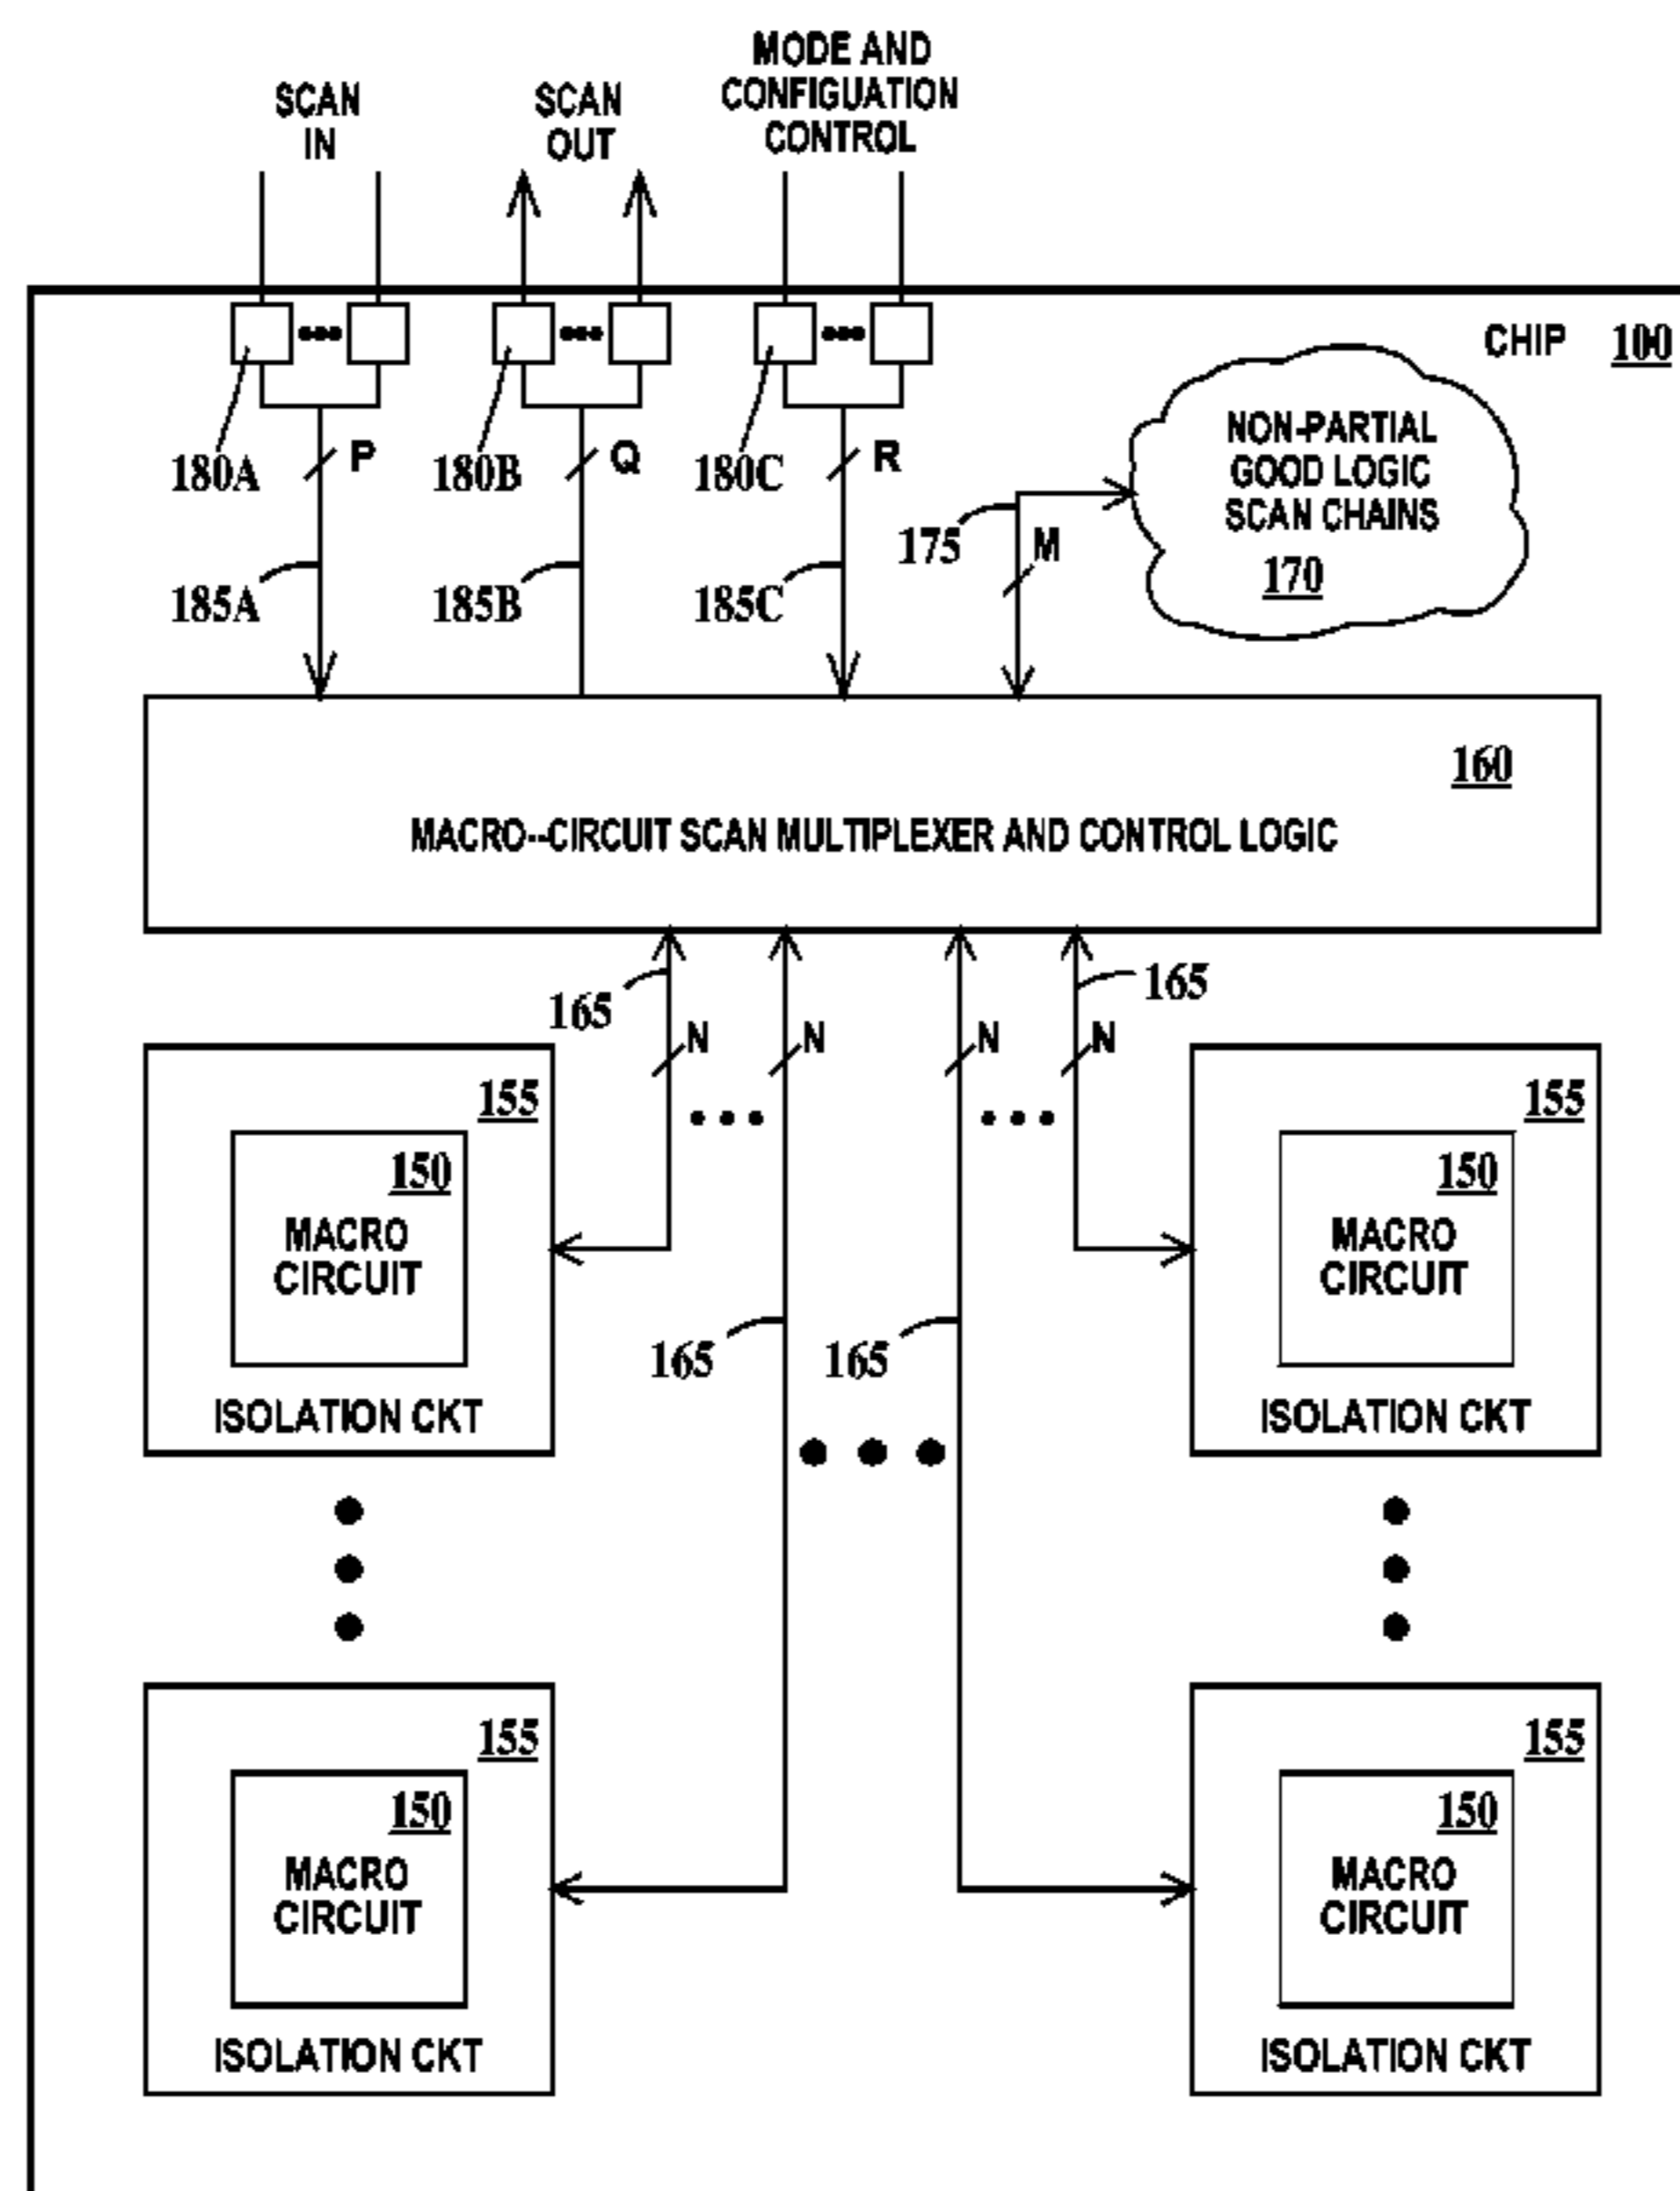 SCAN
IN
SCAN
OUT
MODE AND
CONFIGUATION
CONTROL
CHIP 100
180A
P
180B
Q
180C
R
185A
185B
185C
175
M
NON-PARTIAL
GOOD LOGIC
SCAN CHAINS
170
160
MACRO--CIRCUIT SCAN MULTIPLEXER AND CONTROL LOGIC
165
N
N
N
N
165
155
150
MACRO
CIRCUIT
ISOLATION CKT
165
165
155
150
MACRO
CIRCUIT
ISOLATION CKT
155
150
MACRO
CIRCUIT
ISOLATION CKT
155
150
MACRO
CIRCUIT
ISOLATION CKT